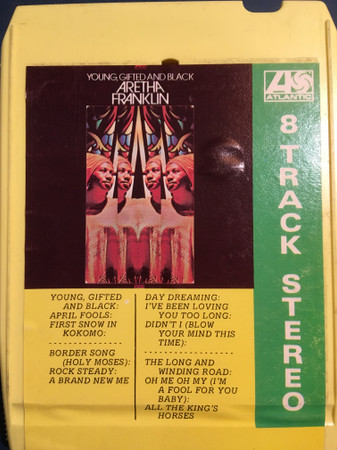 YOUNG, GIFTED AND BLACK
ARETHA
FRANKLIN
ATLANTIC
8 TRACK STEREO
YOUNG, GIFTED
AND BLACK:
APRIL FOOLS:
FIRST SNOW IN
KOKOMO:
---------------
BORDER SONG
(HOLY MOSES):
ROCK STEADY:
A BRAND NEW ME
DAY DREAMING:
I'VE BEEN LOVING
YOU TOO LONG:
DIDN'T I (BLOW
YOUR MIND THIS
TIME):
------------------
THE LONG AND
WINDING ROAD:
OH ME OH MY (I'M
A FOOL FOR YOU
BABY):
ALL THE KING'S
HORSES